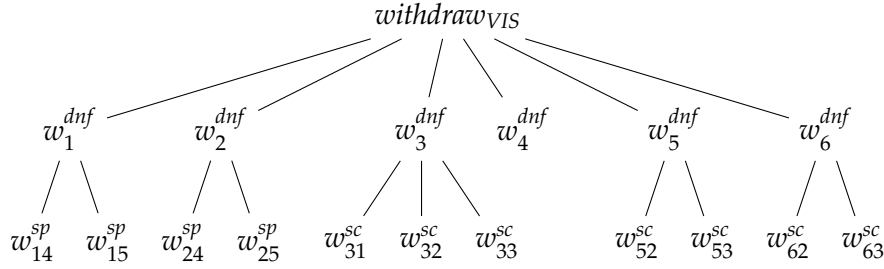 withdraw_VIS
w_1^dnf w_2^dnf w_3^dnf w_4^dnf w_5^dnf w_6^dnf
w_14^sp w_15^sp w_24^sp w_25^sp w_31^sc w_32^sc w_33^sc w_52^sc w_53^sc w_62^sc w_63^sc